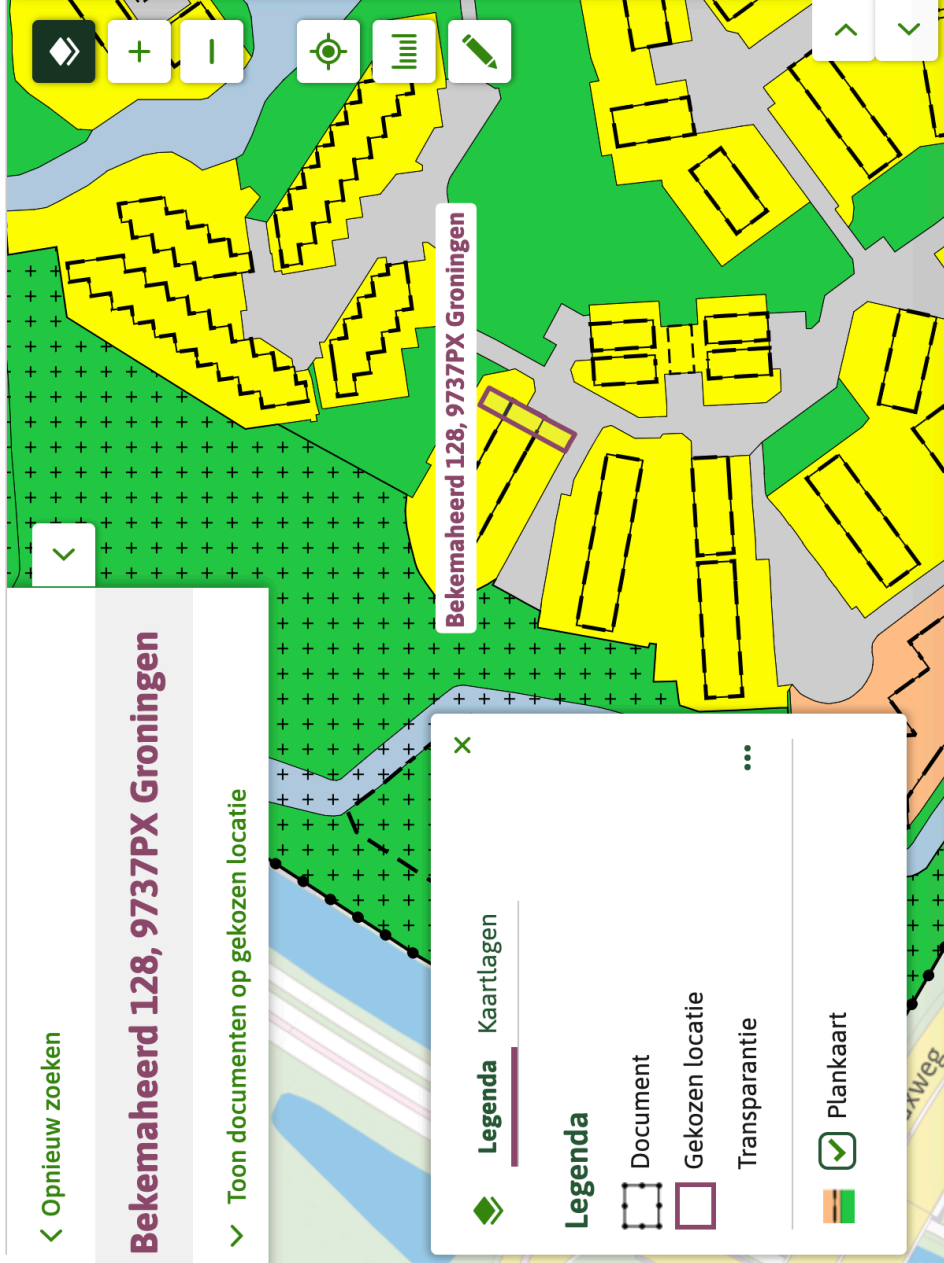 Opnieuw zoeken
Bekemaheerd 128, 9737PX Groningen
Toon documenten op gekozen locatie
Bekemaheerd 128, 9737PX Groningen
Legenda Kaartlagen
Legenda
Document
Gekozen locatie
Transparantie
Plankaart